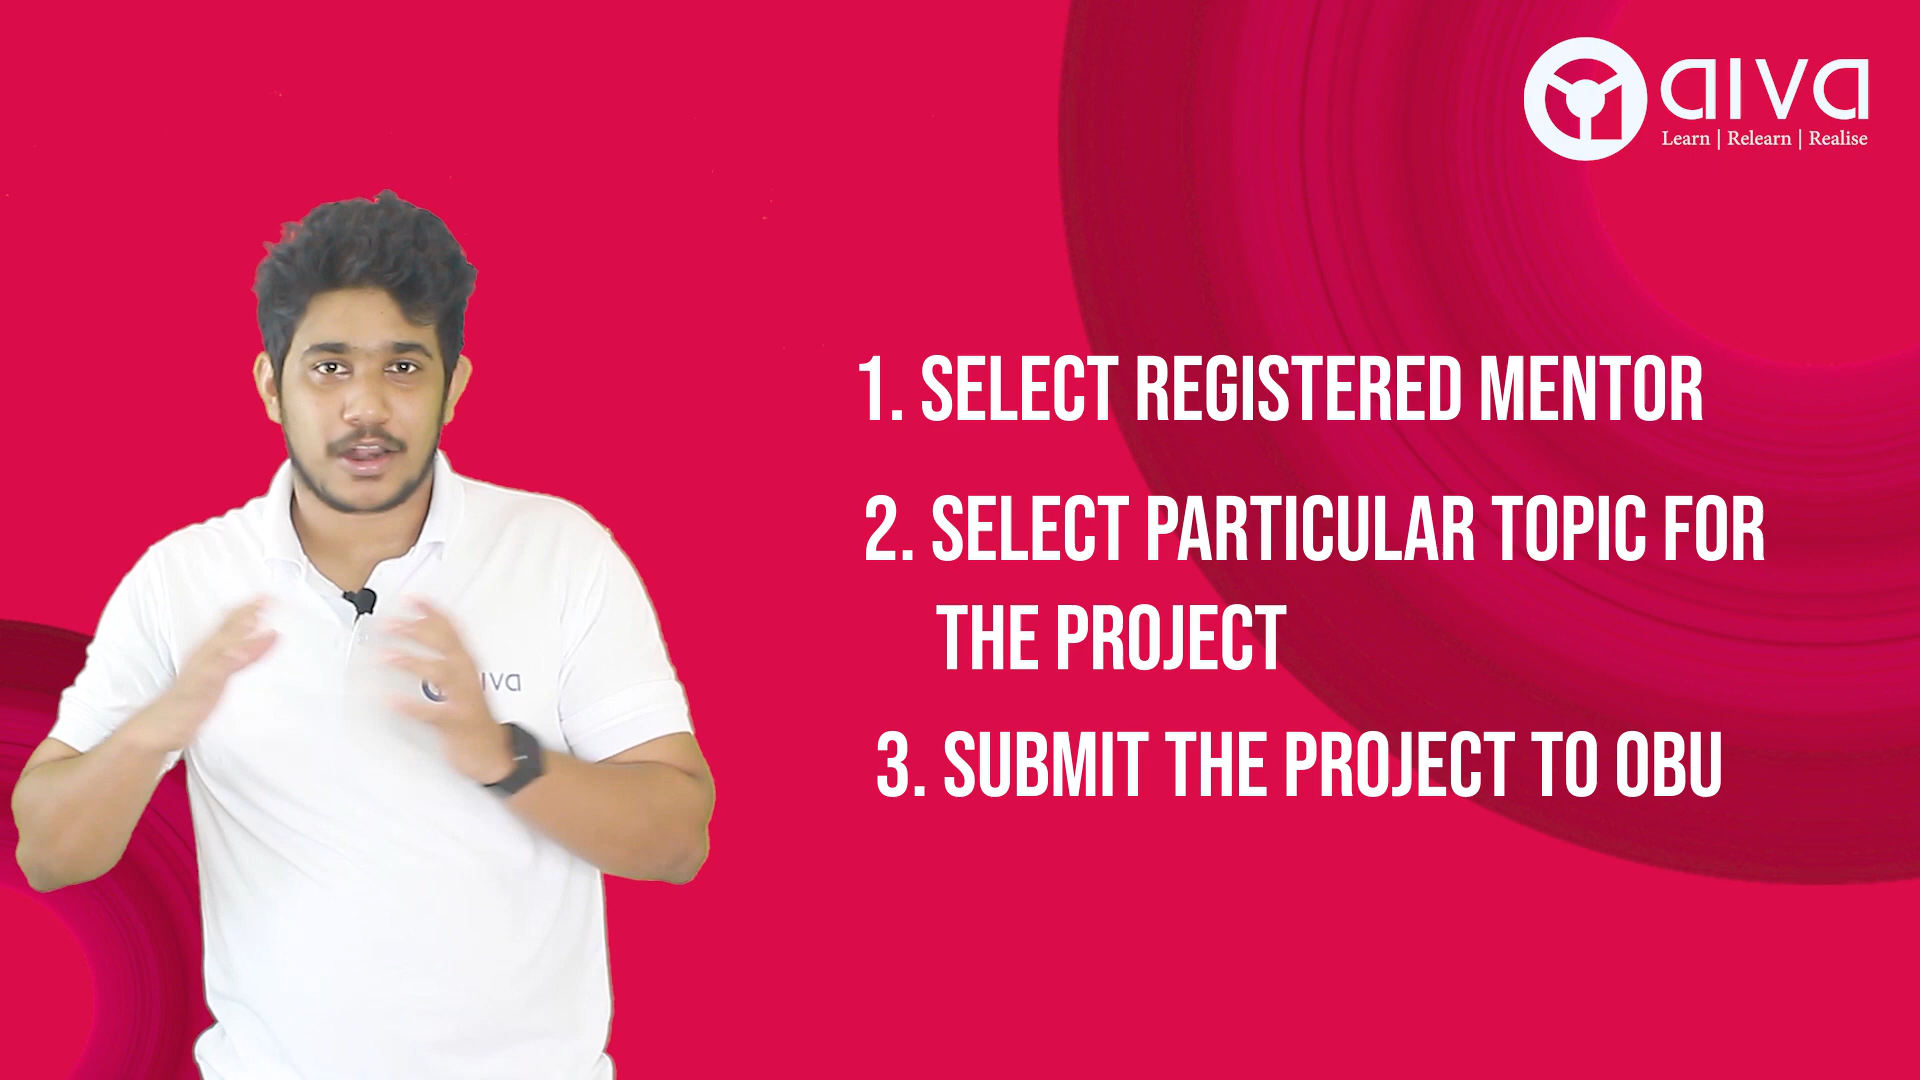 aiva
Learn | Relearn | Realise
1. SELECT REGISTERED MENTOR
2. SELECT PARTICULAR TOPIC FOR
THE PROJECT
3. SUBMIT THE PROJECT TO OBU